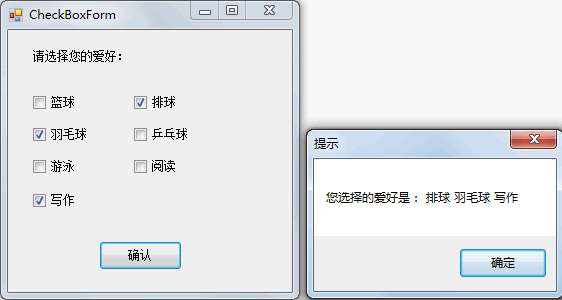 CheckBoxForm
请选择您的爱好：
篮球 排球
羽毛球 乒乓球
游泳 阅读
写作
确认
提示
您选择的爱好是： 排球 羽毛球 写作
确定